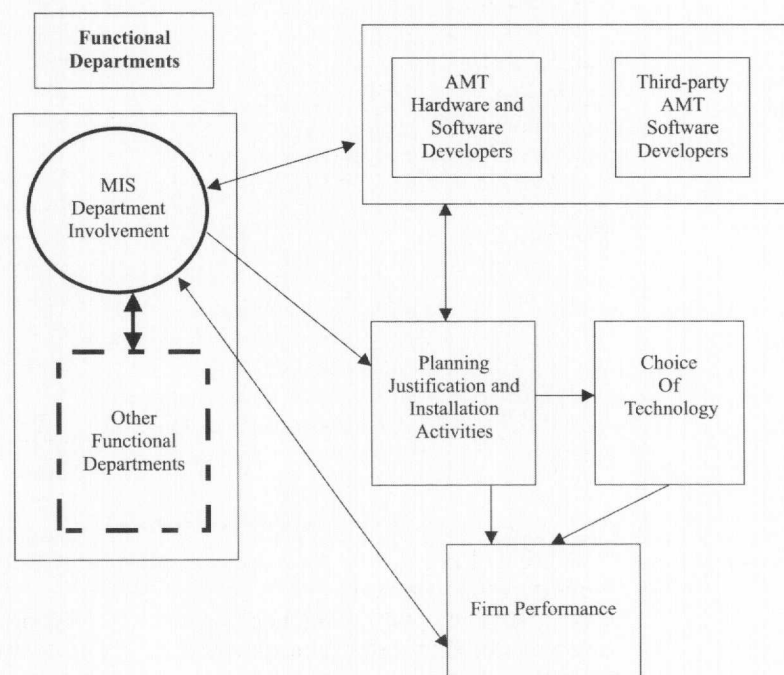 Functional
Departments
AMT
Hardware and
Software
Developers
Third-party
AMT
Software
Developers
MIS
Department
Involvement
Planning
Justification and
Installation
Activities
Choice
Of
Technology
Other
Functional
Departments
Firm Performance